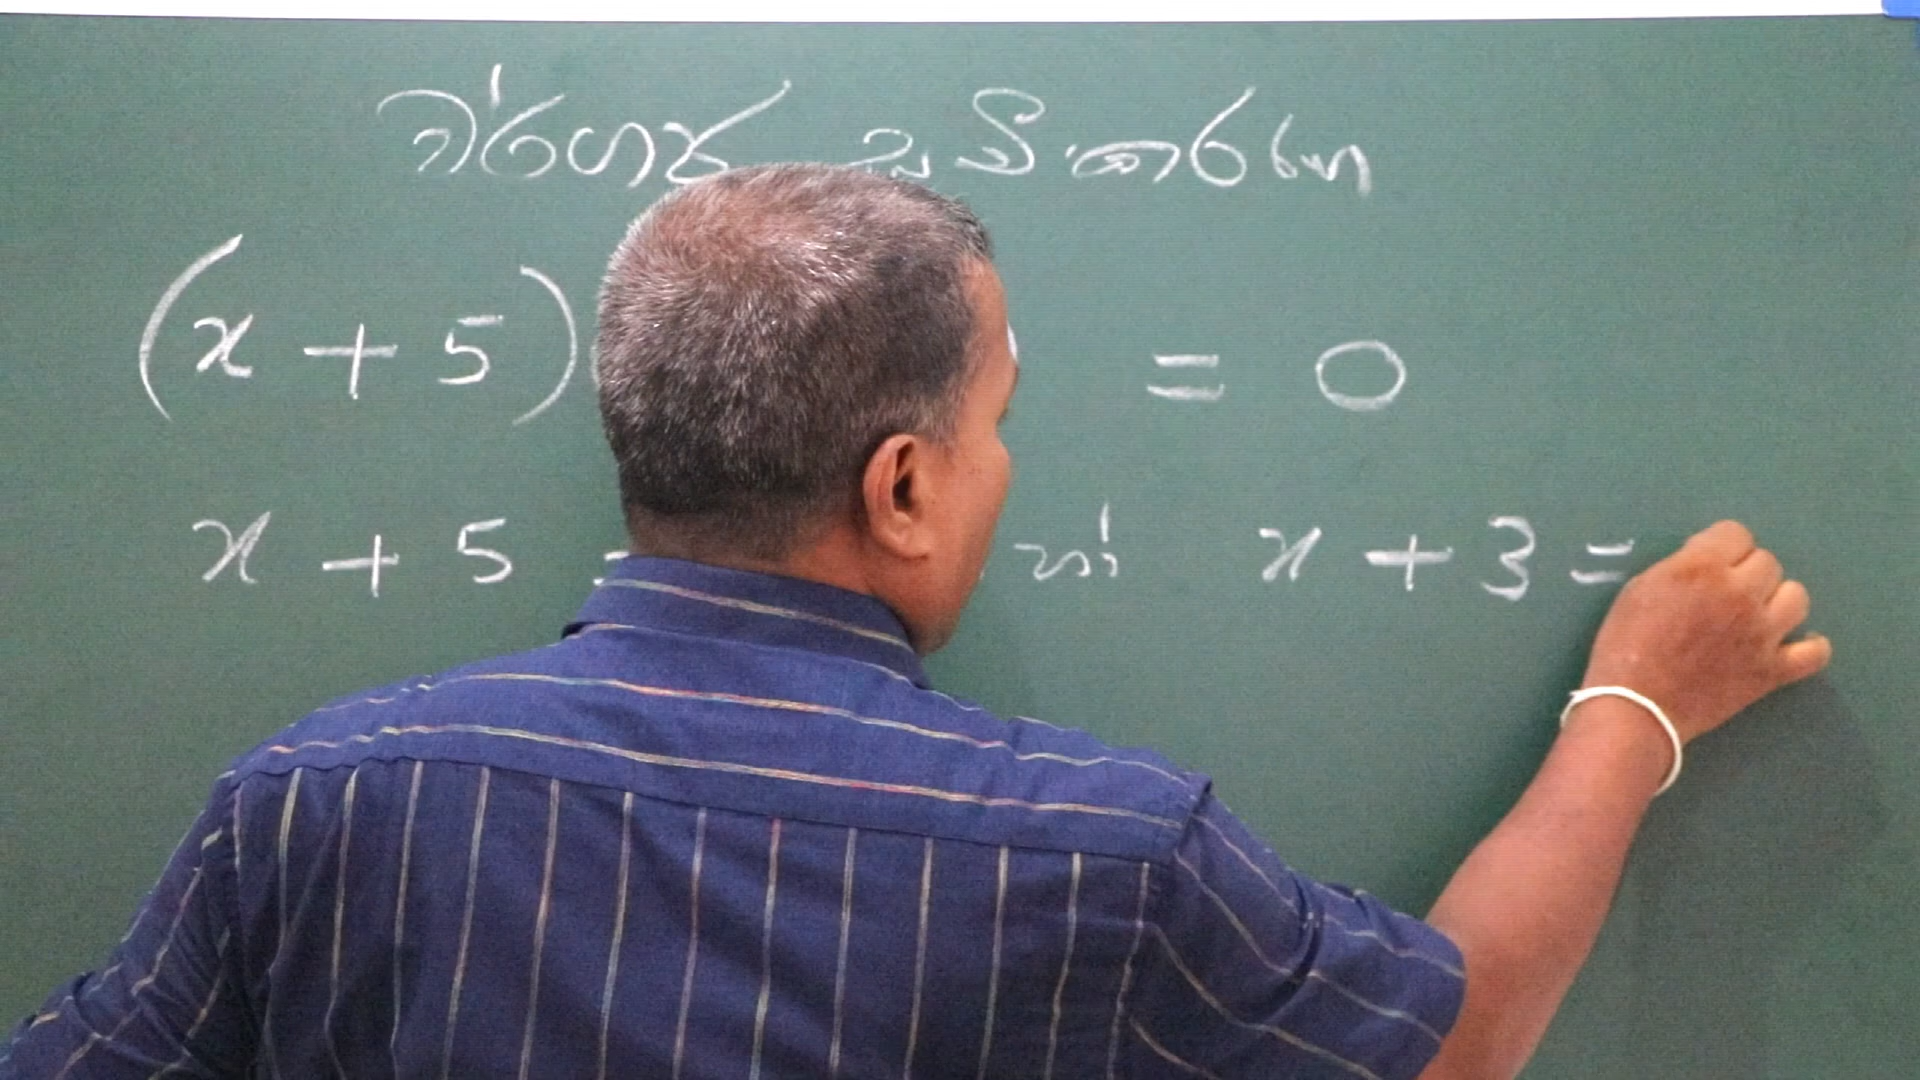 වර්ගජ සමීකරණ
(x + 5) = 0
x + 5 = හෝ x + 3 =